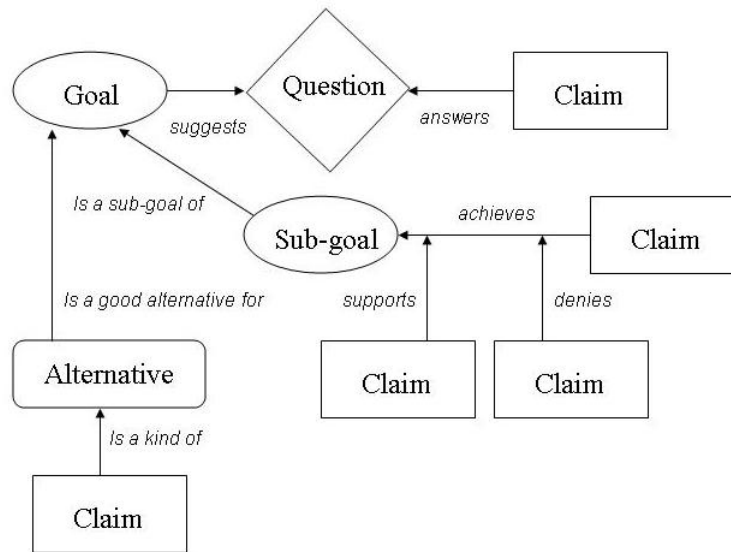 Goal
suggests
Question
answers
Claim
Is a sub-goal of
Sub-goal
achieves
Claim
Is a good alternative for
supports
denies
Alternative
Claim
Claim
Is a kind of
Claim